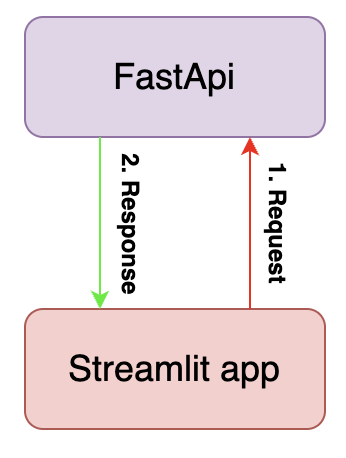 FastApi
2. Response
1. Request
Streamlit app